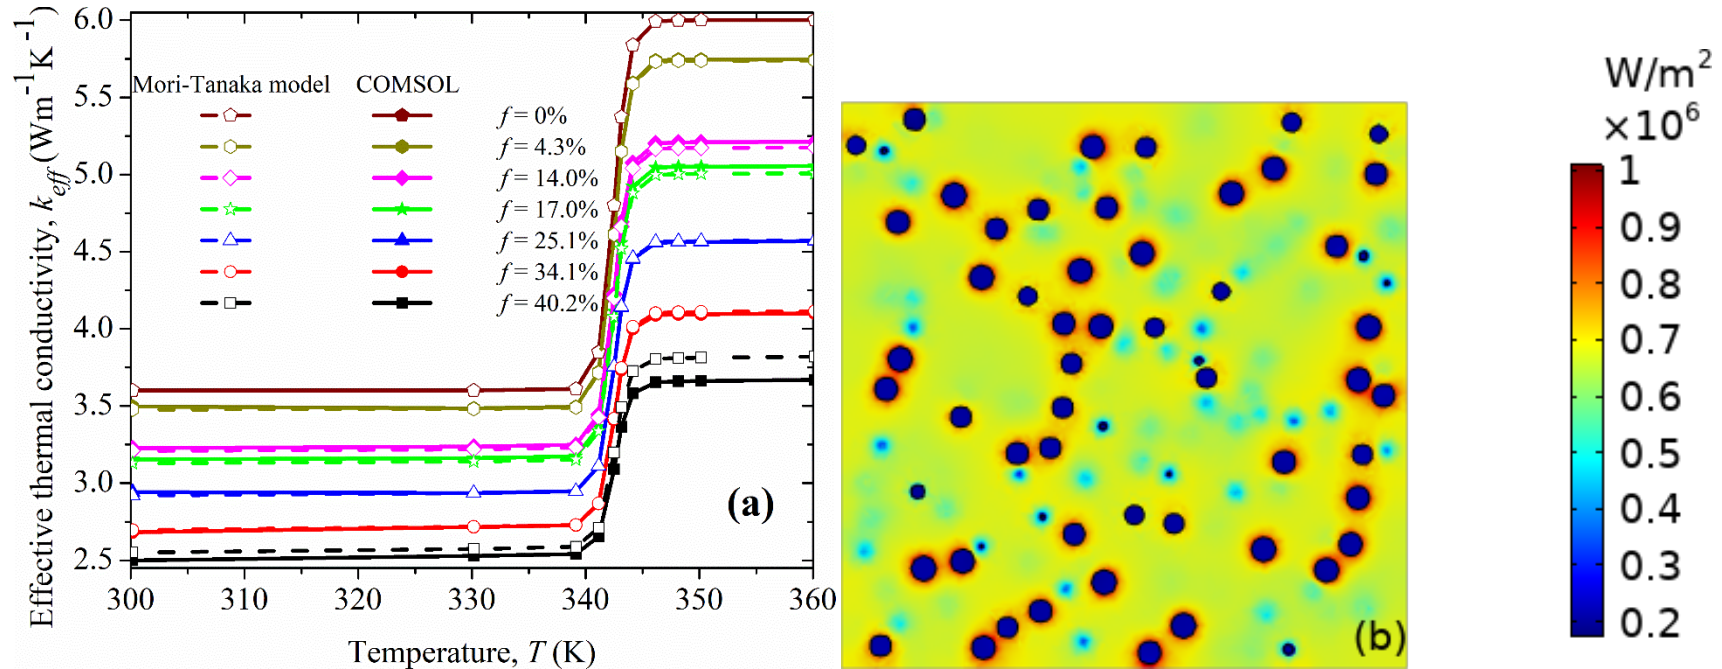 Effective thermal conductivity, k_eff (Wm⁻¹K⁻¹)
6.0
5.5
5.0
4.5
4.0
3.5
3.0
2.5
Mori-Tanaka model COMSOL
f = 0%
f = 4.3%
f = 14.0%
f = 17.0%
f = 25.1%
f = 34.1%
f = 40.2%
(a)
300 310 320 330 340 350 360
Temperature, T (K)
(b)
W/m²
×10⁶
1
0.9
0.8
0.7
0.6
0.5
0.4
0.3
0.2